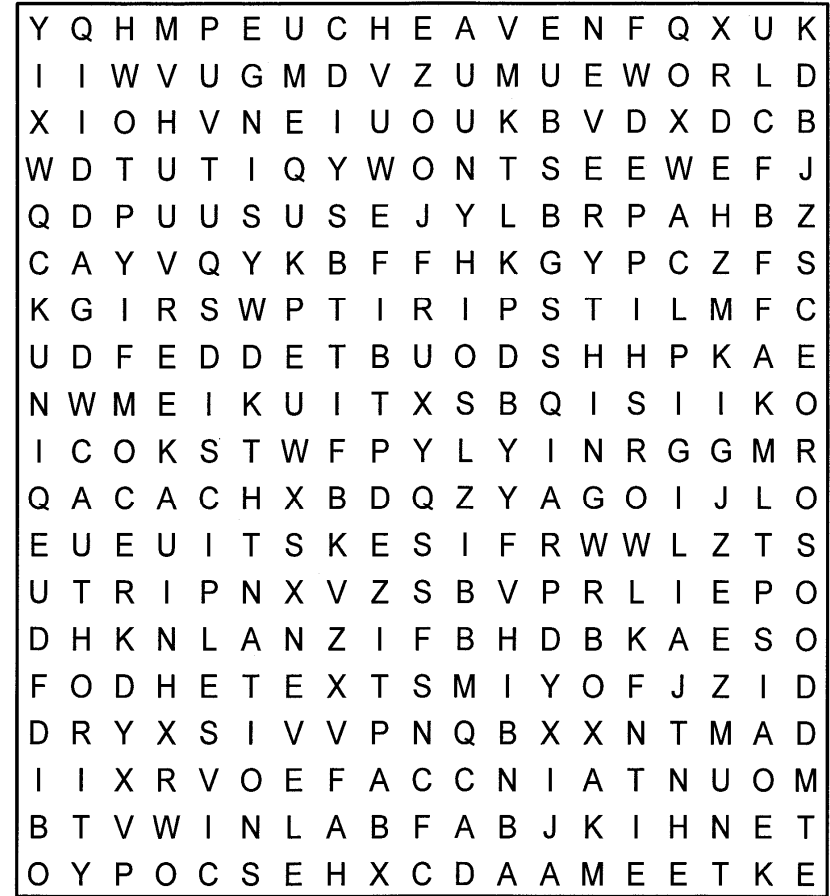 Y Q H M P E U C H E A V E N F Q X U K
I I W V U G M D V Z U M U E W O R L D
X I O H V N E I U O U K B V D X D C B
W D T U T I Q Y W O N T S E E W E F J
Q D P U U S U S E J Y L B R P A H B Z
C A Y V Q Y K B F F H K G Y P C Z F S
K G I R S W P T I R I P S T I L M F C
U D F E D D E T B U O D S H H P K A E
N W M E I K U I T X S B Q I S I I K O
I C O K S T W F P Y L Y I N R G G M R
Q A C A C H X B D Q Z Y A G O I J L O
E U E U I T S K E S I F R W W L Z T S
U T R I P N X V Z S B V P R L I E P O
D H K N L A N Z I F B H D B K A E S O
F O D H E T E X T S M I Y O F J Z I D
D R Y X S I V V P N Q B X X N T M A D
I I X R V O E F A C C N I A T N U O M
B T V W I N L A B F A B J K I H N E T
O Y P O C S E H X C D A A M E E T K E